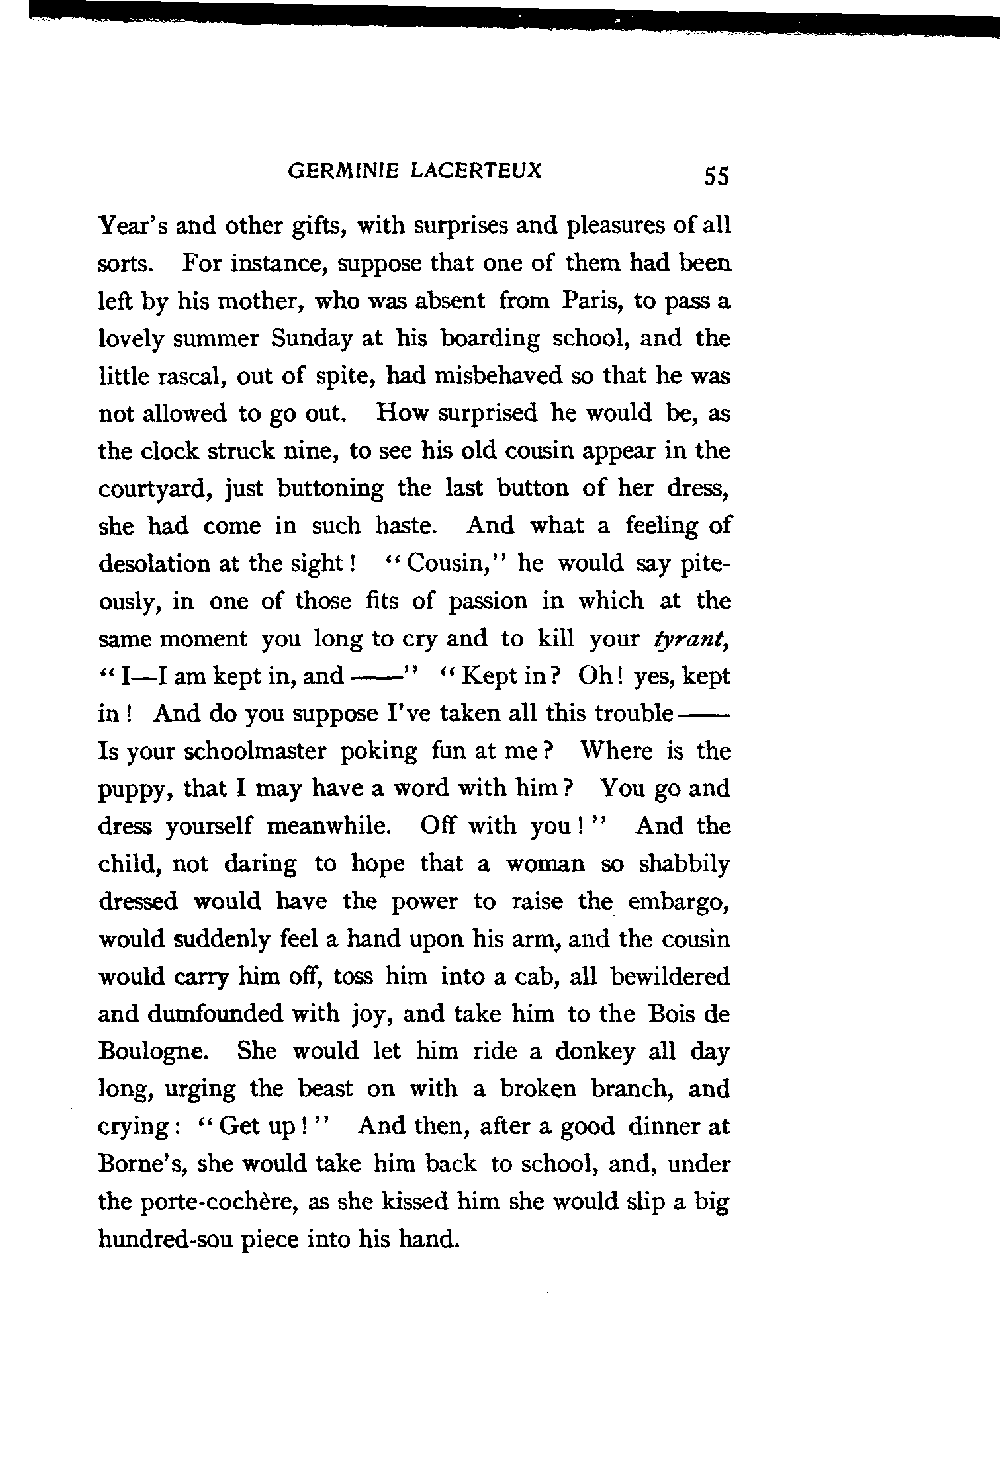 GERMINIE LACERTEUX 55
Year's and other gifts, with surprises and pleasures of all
sorts. For instance, suppose that one of them had been
left by his mother, who was absent from Paris, to pass a
lovely summer Sunday at his boarding school, and the
little rascal, out of spite, had misbehaved so that he was
not allowed to go out. How surprised he would be, as
the clock struck nine, to see his old cousin appear in the
courtyard, just buttoning the last button of her dress,
she had come in such haste. And what a feeling of
desolation at the sight! "Cousin," he would say pite-
ously, in one of those fits of passion in which at the
same moment you long to cry and to kill your tyrant,
"I—I am kept in, and ——" "Kept in? Oh! yes, kept
in! And do you suppose I've taken all this trouble——
Is your schoolmaster poking fun at me? Where is the
puppy, that I may have a word with him? You go and
dress yourself meanwhile. Off with you!" And the
child, not daring to hope that a woman so shabbily
dressed would have the power to raise the embargo,
would suddenly feel a hand upon his arm, and the cousin
would carry him off, toss him into a cab, all bewildered
and dumfounded with joy, and take him to the Bois de
Boulogne. She would let him ride a donkey all day
long, urging the beast on with a broken branch, and
crying: "Get up!" And then, after a good dinner at
Borne's, she would take him back to school, and, under
the porte-cochère, as she kissed him she would slip a big
hundred-sou piece into his hand.